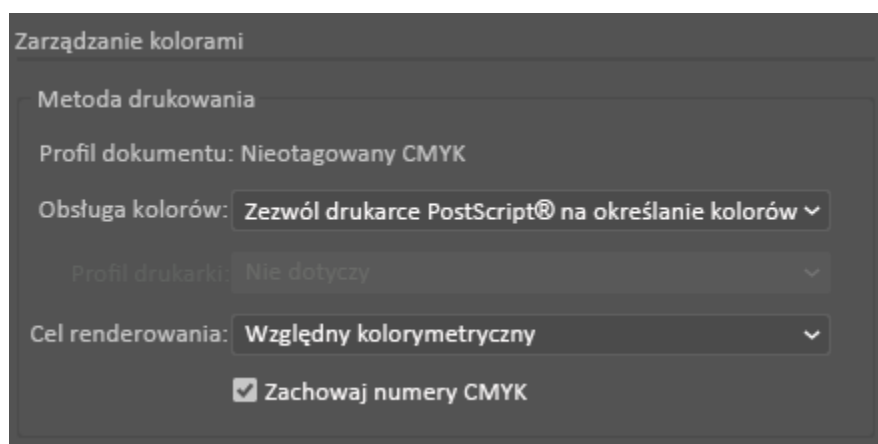 Zarządzanie kolorami
Metoda drukowania
Profil dokumentu: Nieotagowany CMYK
Obsługa kolorów: Zezwól drukarce PostScript® na określanie kolorów
Profil drukarki: Nie dotyczy
Cel renderowania: Względny kolorymetryczny
Zachowaj numery CMYK